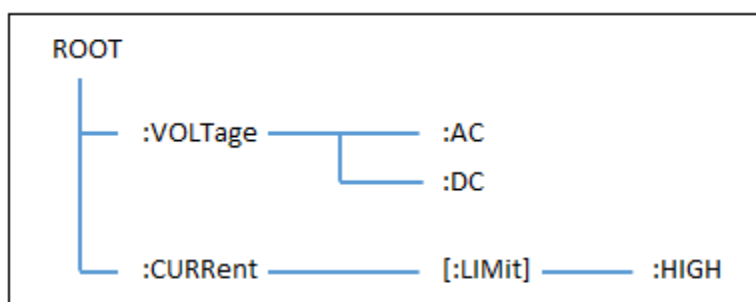 ROOT
:VOLTage :AC
:DC
:CURRent [:LIMit] :HIGH